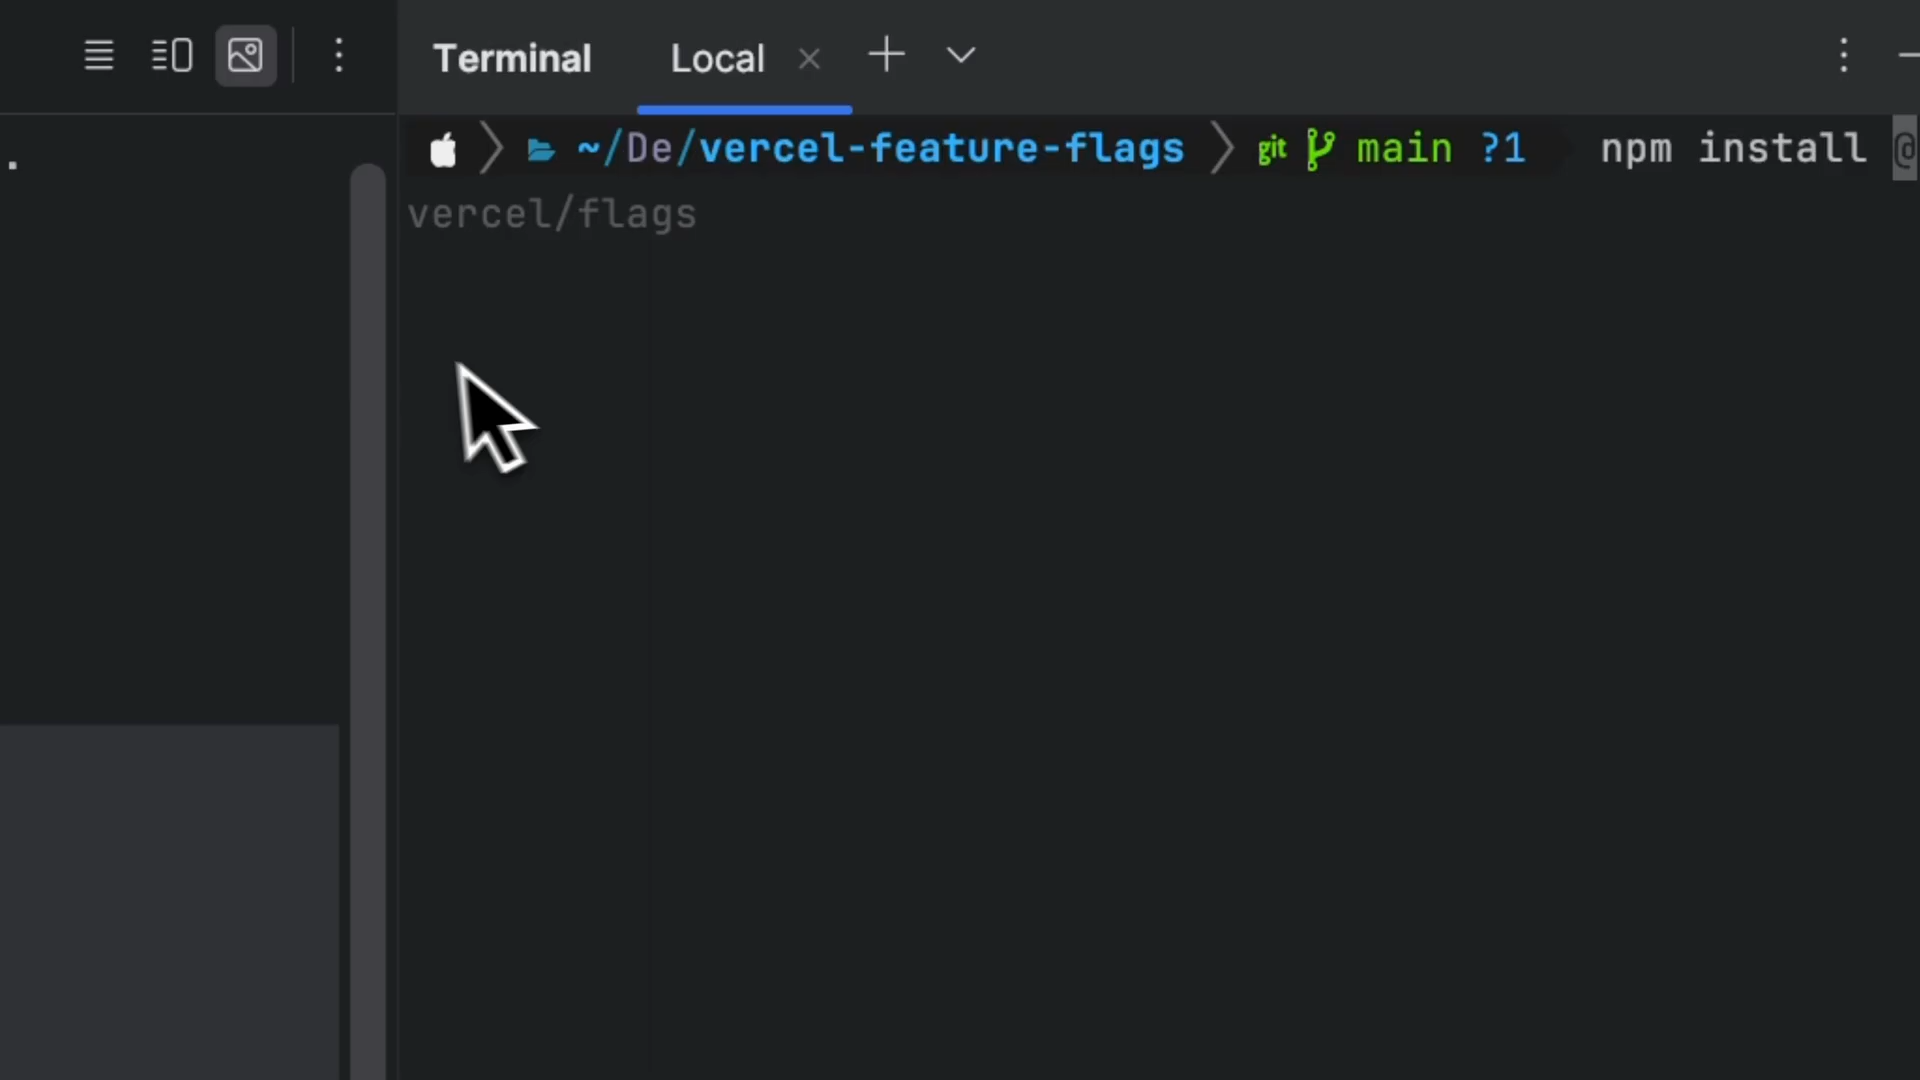 Terminal Local
~/De/vercel-feature-flags git main ?1 npm install @
vercel/flags
.